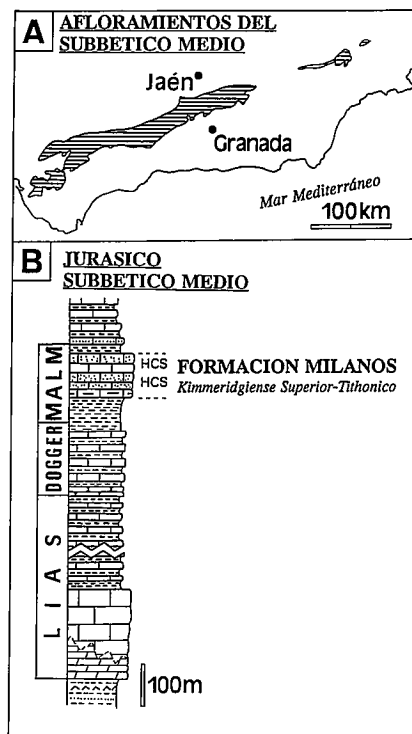 A
AFLORAMIENTOS DEL
SUBBETICO MEDIO
Jaén
Granada
Mar Mediterráneo
100km
B
JURASICO
SUBBETICO MEDIO
MALM
DOGGER
LIAS
HCS
HCS
FORMACION MILANOS
Kimmeridgiense Superior-Tithonico
100m